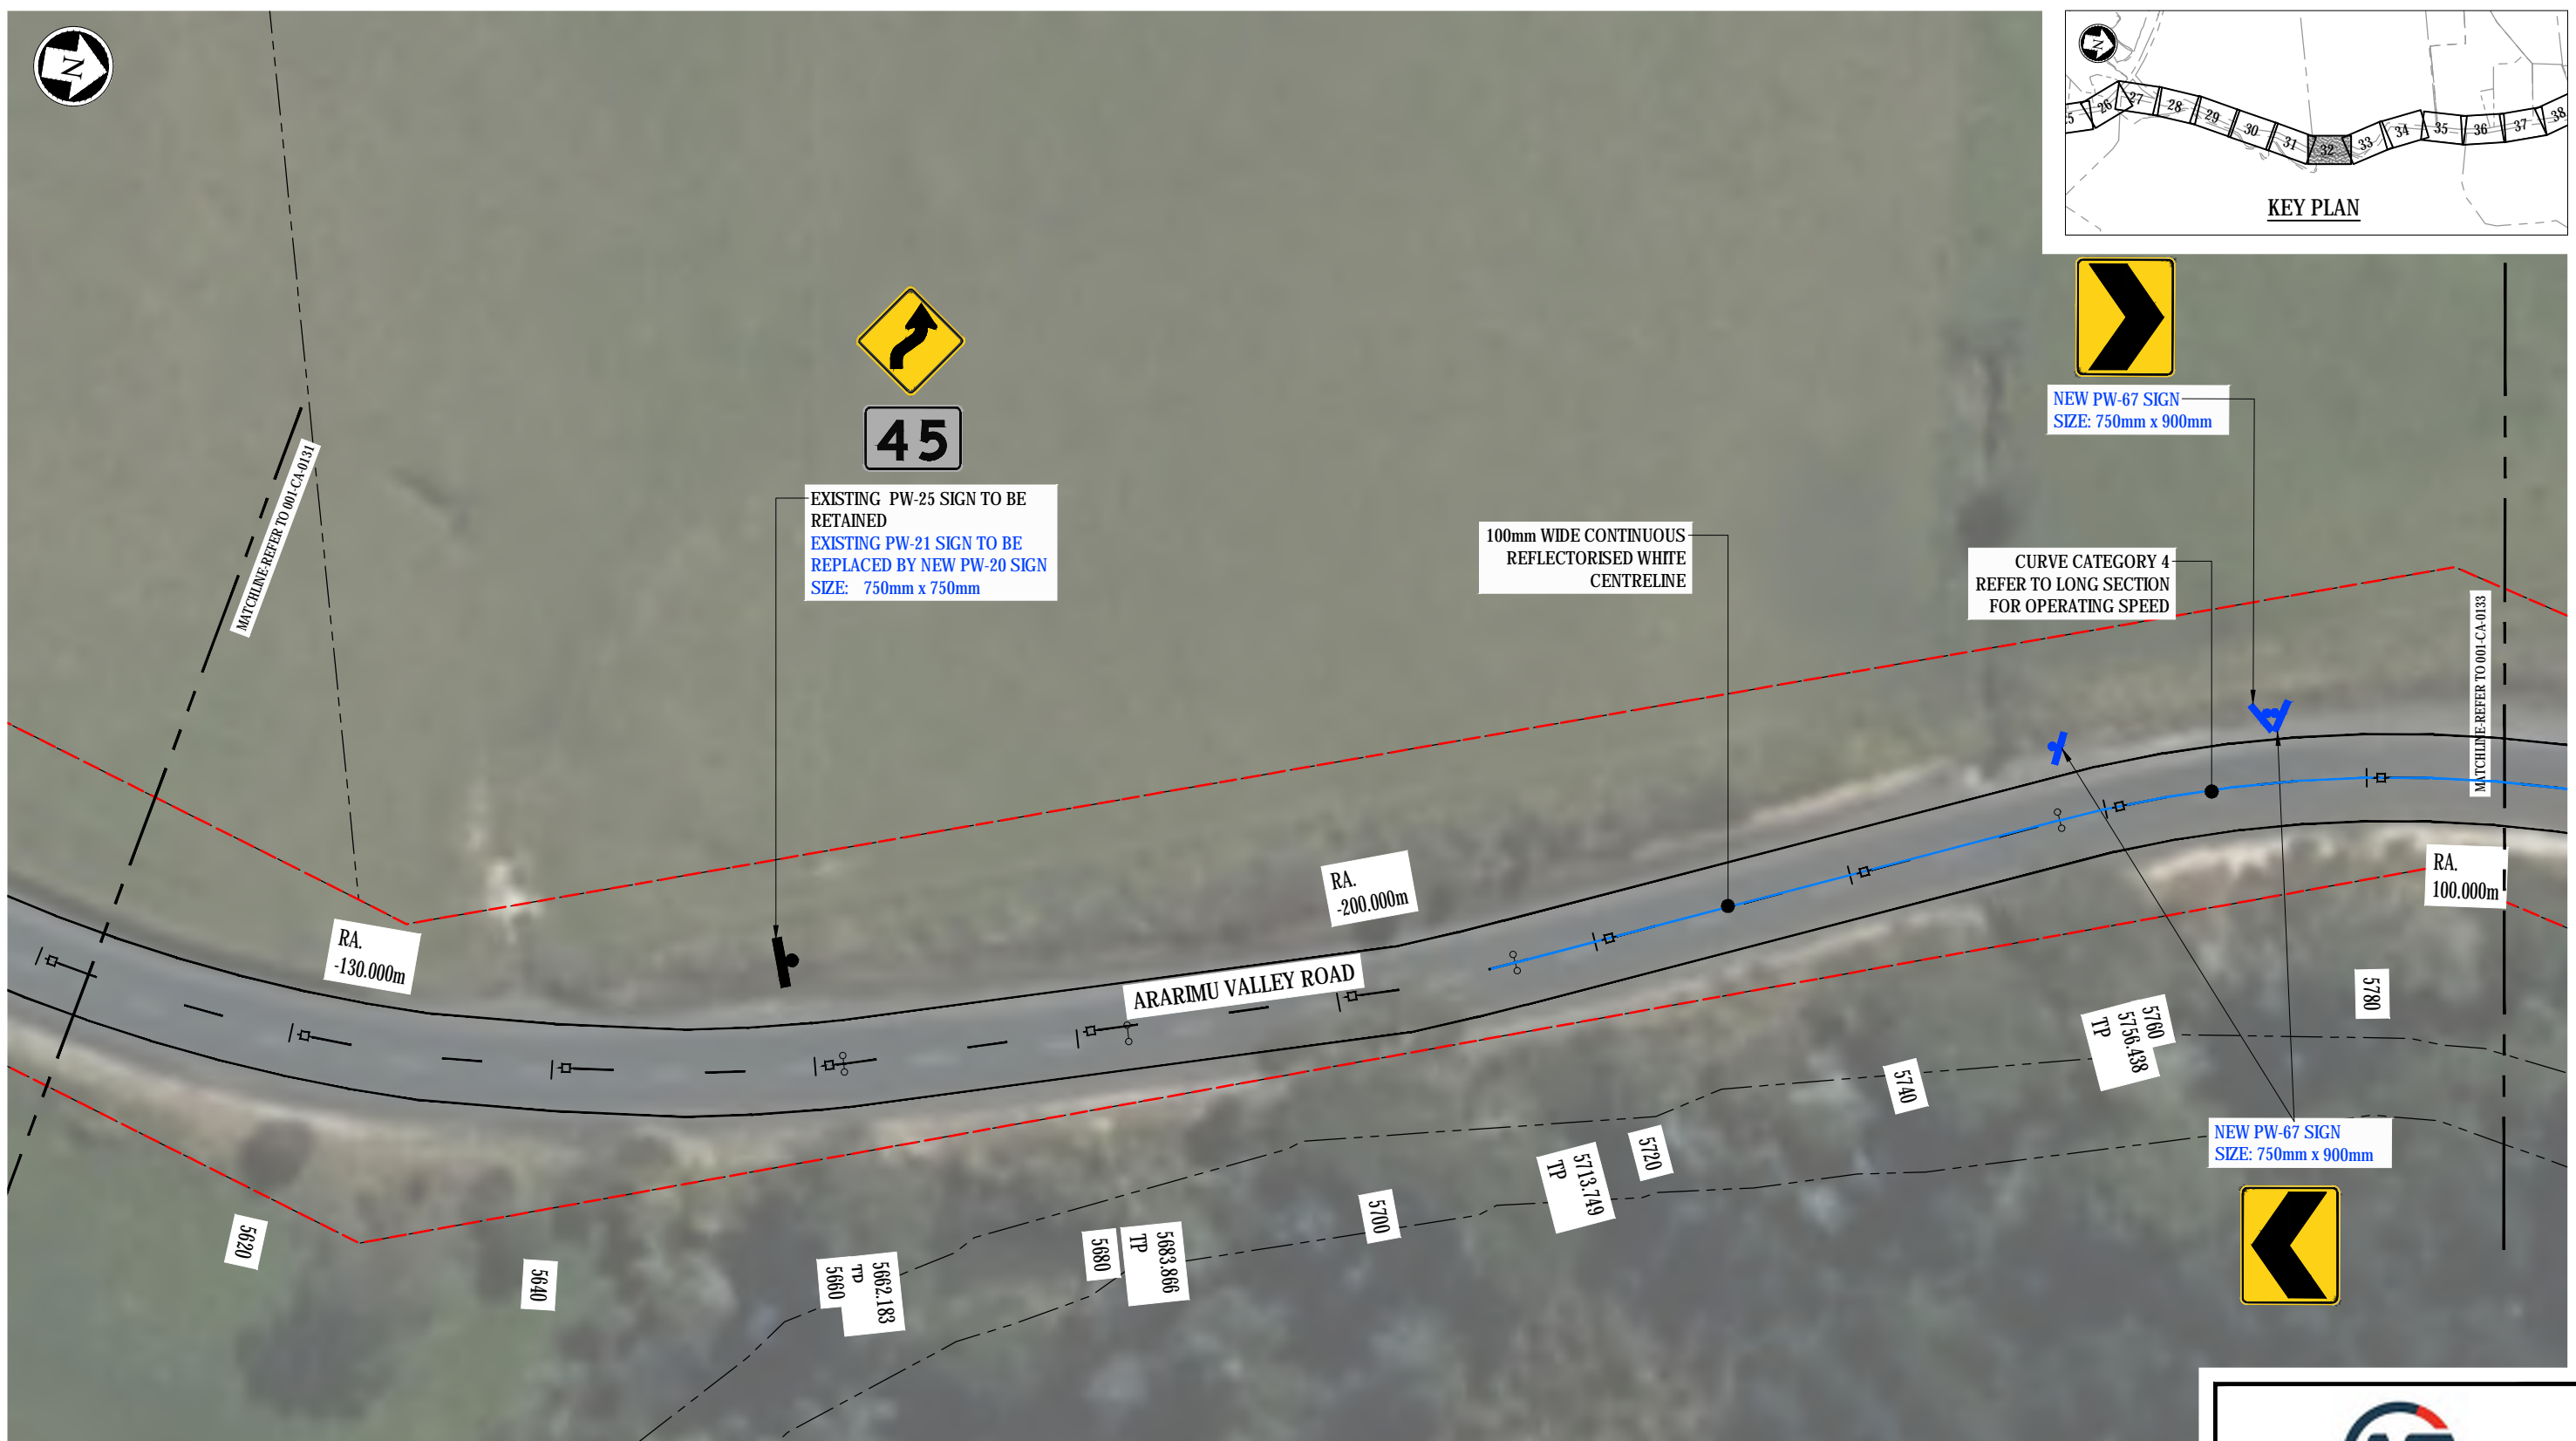 N
N
26
27
28
29
30
31
32
33
34
35
36
37
38
KEY PLAN
NEW PW-67 SIGN
SIZE: 750mm x 900mm
45
EXISTING PW-25 SIGN TO BE
RETAINED
EXISTING PW-21 SIGN TO BE
REPLACED BY NEW PW-20 SIGN
SIZE: 750mm x 750mm
MATCHLINE-REFER TO 001-CA-0131
100mm WIDE CONTINUOUS
REFLECTORISED WHITE
CENTRELINE
CURVE CATEGORY 4
REFER TO LONG SECTION
FOR OPERATING SPEED
MATCHLINE-REFER TO 001-CA-0133
RA.
-130.000m
RA.
-200.000m
RA.
100.000m
ARARIMU VALLEY ROAD
5620
5640
5660
TP
5662.183
5680
TP
5683.866
5700
TP
5713.749
5720
5740
TP
5756.438
5760
5780
NEW PW-67 SIGN
SIZE: 750mm x 900mm